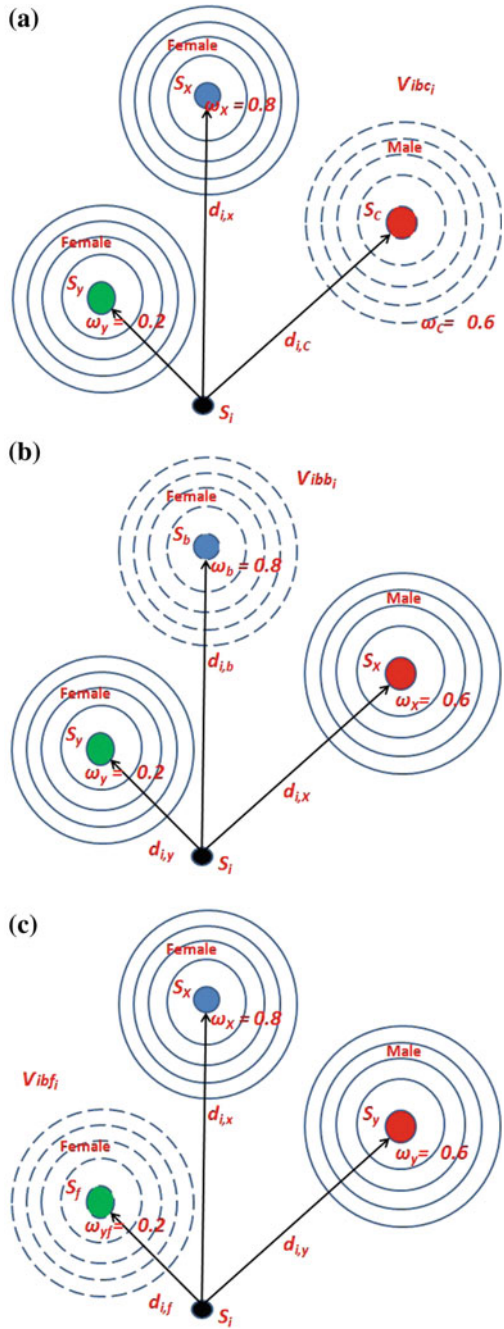 (a)
Female
S_X
ω_X = 0.8
V_ibc_i
Male
S_C
ω_C = 0.6
d_i,x
Female
S_y
ω_y = 0.2
d_i,C
S_i
(b)
V_ibb_i
Female
S_b
ω_b = 0.8
Male
S_X
ω_X = 0.6
d_i,b
Female
S_y
ω_y = 0.2
d_i,X
d_i,y
S_i
(c)
Female
S_X
ω_X = 0.8
Male
V_ibf_i
S_y
ω_y = 0.6
d_i,x
Female
S_f
ω_yf = 0.2
d_i,y
d_i,f
S_i